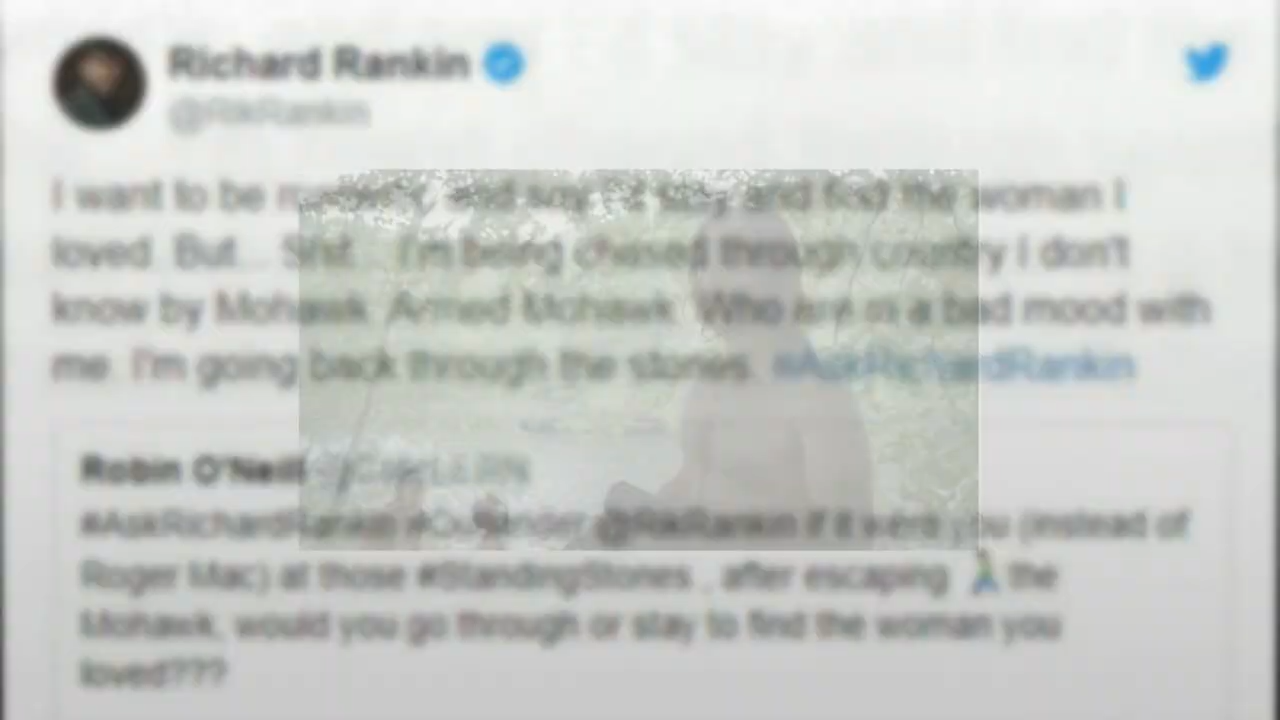 Richard Rankin
@RikRankin
I want to be and say I'd stay and find the woman I
loved. But... Shit... I'm being chased through country I don't
know by Mohawk. Armed Mohawk. Who are in a bad mood with
me. I'm going back through the stones. #AskRichardRankin
Robin O'Neill
#AskRichardRankin #Outlander @RikRankin if it were you (instead of
Roger Mac) at those #StandingStones , after escaping the
Mohawk, would you go through or stay to find the woman you
loved???